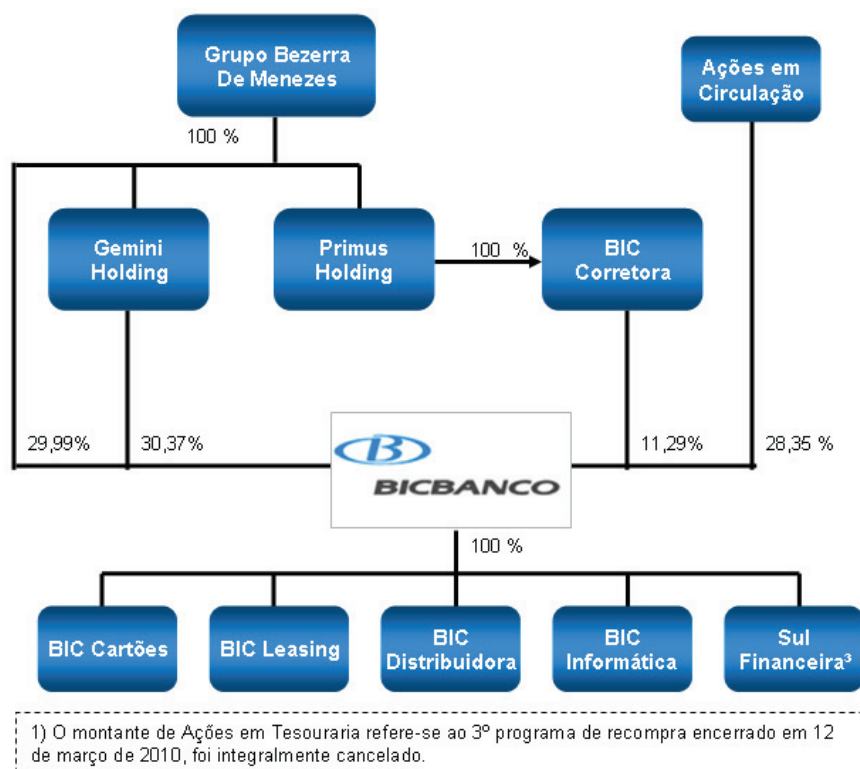 Grupo Bezerra
De Menezes
Ações em
Circulação
100 %
Gemini
Holding
Primus
Holding
100 %
BIC
Corretora
29,99%
30,37%
11,29%
28,35 %
B
BICBANCO
100 %
BIC Cartões
BIC Leasing
BIC
Distribuidora
BIC
Informática
Sul
Financeira³
1) O montante de Ações em Tesouraria refere-se ao 3º programa de recompra encerrado em 12
de março de 2010, foi integralmente cancelado.